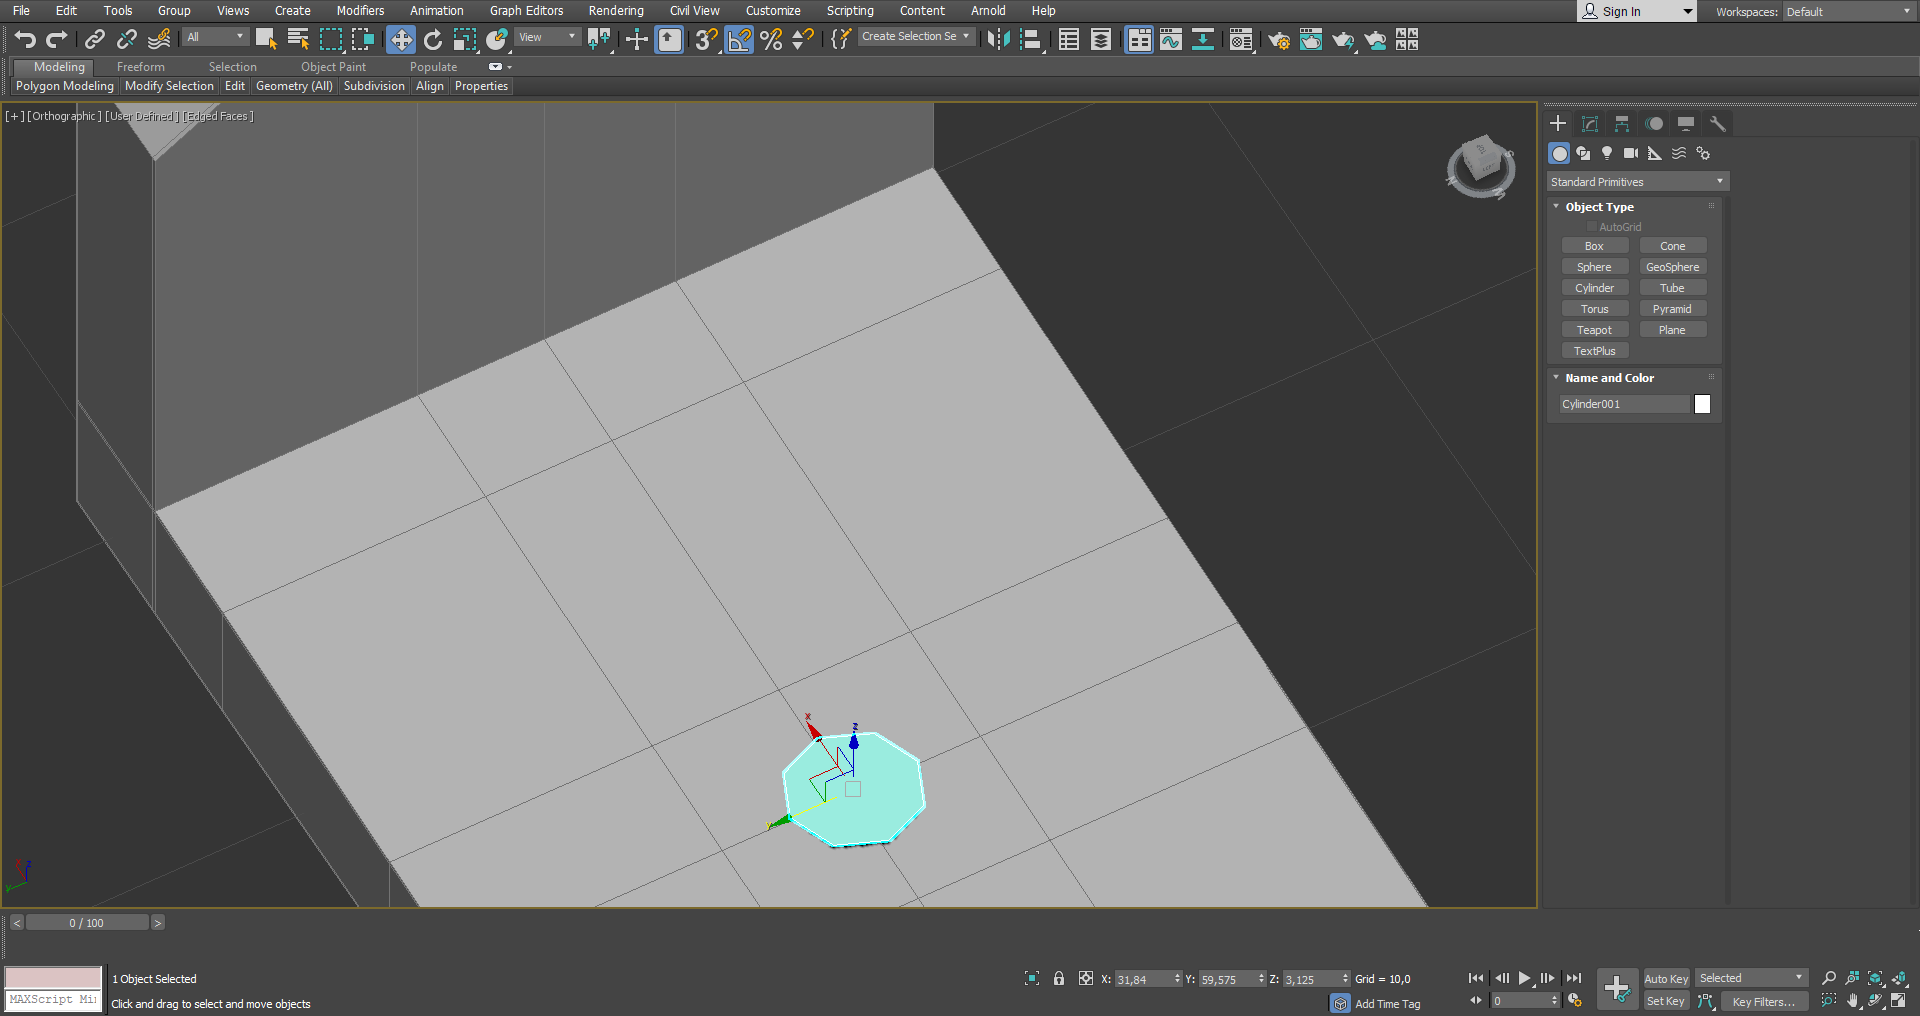 File Edit Tools Group Views Create Modifiers Animation Graph Editors Rendering Civil View Customize Scripting Content Arnold Help Sign In Workspaces: Default
All View 3 % Create Selection Se
Modeling Freeform Selection Object Paint Populate
Polygon Modeling Modify Selection Edit Geometry (All) Subdivision Align Properties
[+] [Orthographic ] [User Defined ] [Edged Faces ]
Standard Primitives
Object Type
AutoGrid
Box Cone
Sphere GeoSphere
Cylinder Tube
Torus Pyramid
Teapot Plane
TextPlus
Name and Color
Cylinder001
x z
y
z
y
< 0 / 100 >
1 Object Selected X: 31,84 Y: 59,575 Z: 3,125 Grid = 10,0 Auto Key Selected
MAXScript Mi Click and drag to select and move objects Add Time Tag 0 Set Key Key Filters...